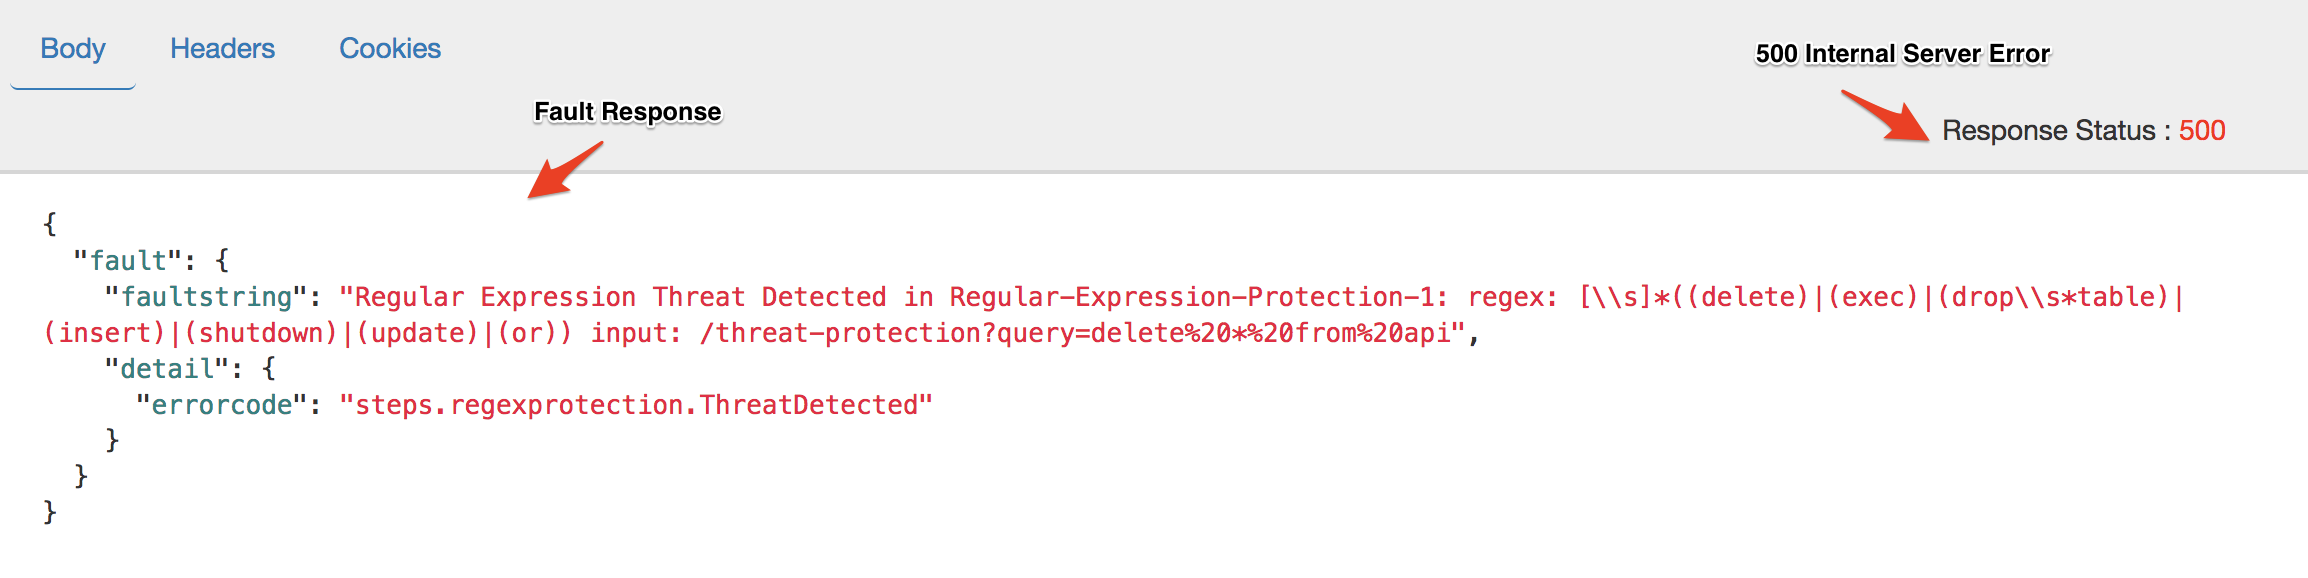 Body Headers Cookies
500 Internal Server Error
Fault Response
Response Status : 500
{
  "fault": {
    "faultstring": "Regular Expression Threat Detected in Regular-Expression-Protection-1: regex: [\\s]*((delete)|(exec)|(drop\\s*table)|
(insert)|(shutdown)|(update)|(or)) input: /threat-protection?query=delete%20*%20from%20api",
    "detail": {
      "errorcode": "steps.regexprotection.ThreatDetected"
    }
  }
}